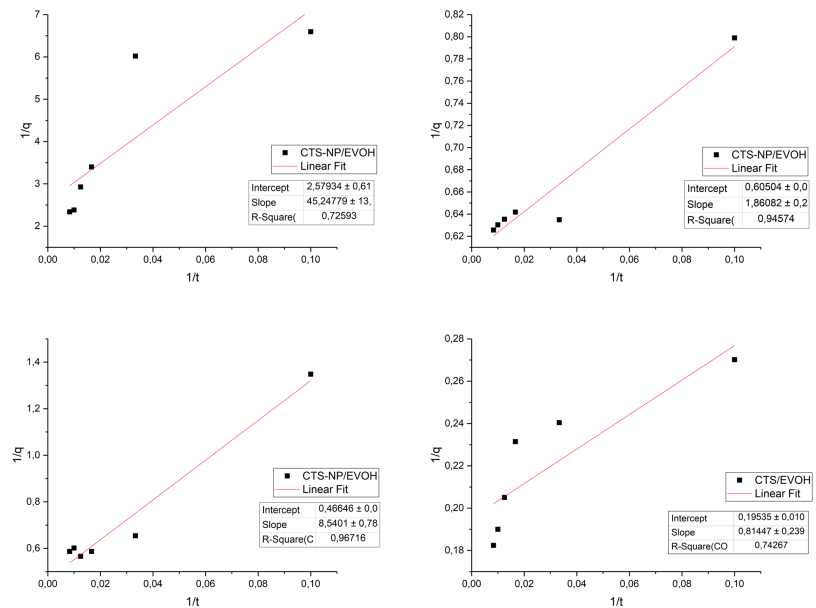 7
6
5
4
3
2
1/q
0,00 0,02 0,04 0,06 0,08 0,10
1/t
CTS-NP/EVOH
Linear Fit
Intercept 2,57934 ± 0,61
Slope 45,24779 ± 13,
R-Square( 0,72593
0,82
0,80
0,78
0,76
0,74
0,72
0,70
0,68
0,66
0,64
0,62
1/q
0,00 0,02 0,04 0,06 0,08 0,10
1/t
CTS-NP/EVOH
Linear Fit
Intercept 0,60504 ± 0,0
Slope 1,86082 ± 0,2
R-Square( 0,94574
1,4
1,2
1,0
0,8
0,6
1/q
0,00 0,02 0,04 0,06 0,08 0,10
1/t
CTS-NP/EVOH
Linear Fit
Intercept 0,46646 ± 0,0
Slope 8,5401 ± 0,78
R-Square(C 0,96716
0,28
0,26
0,24
0,22
0,20
0,18
1/q
0,00 0,02 0,04 0,06 0,08 0,10
1/t
CTS/EVOH
Linear Fit
Intercept 0,19535 ± 0,010
Slope 0,81447 ± 0,239
R-Square(CO 0,74267